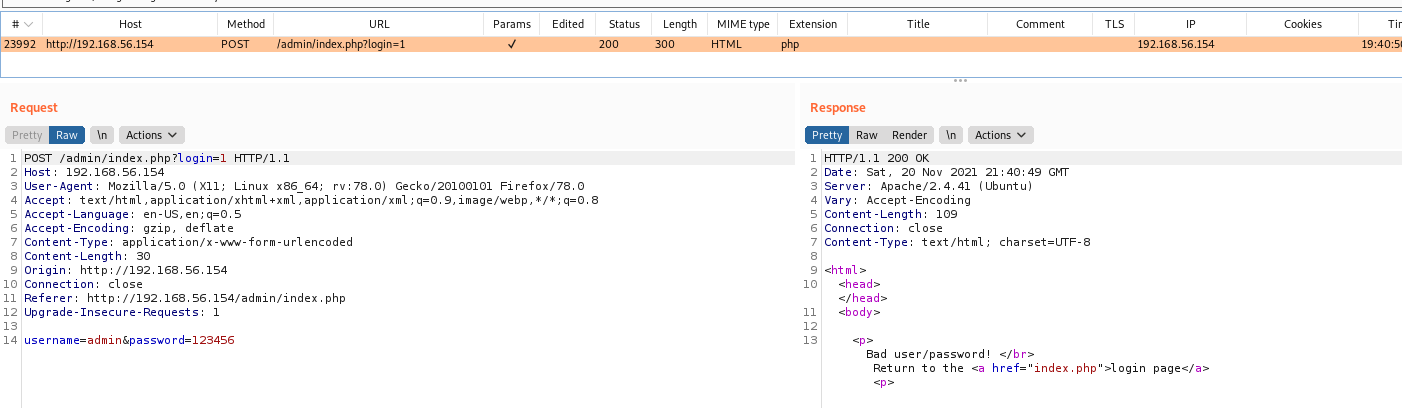 # Host Method URL Params Edited Status Length MIME type Extension Title Comment TLS IP Cookies
23992 http://192.168.56.154 POST /admin/index.php?login=1 ✓ 200 300 HTML php 192.168.56.154
Request
Pretty Raw \n Actions
1 POST /admin/index.php?login=1 HTTP/1.1
2 Host: 192.168.56.154
3 User-Agent: Mozilla/5.0 (X11; Linux x86_64; rv:78.0) Gecko/20100101 Firefox/78.0
4 Accept: text/html,application/xhtml+xml,application/xml;q=0.9,image/webp,*/*;q=0.8
5 Accept-Language: en-US,en;q=0.5
6 Accept-Encoding: gzip, deflate
7 Content-Type: application/x-www-form-urlencoded
8 Content-Length: 30
9 Origin: http://192.168.56.154
10 Connection: close
11 Referer: http://192.168.56.154/admin/index.php
12 Upgrade-Insecure-Requests: 1
13
14 username=admin&password=123456
Response
Pretty Raw Render \n Actions
1 HTTP/1.1 200 OK
2 Date: Sat, 20 Nov 2021 21:40:49 GMT
3 Server: Apache/2.4.41 (Ubuntu)
4 Vary: Accept-Encoding
5 Content-Length: 109
6 Connection: close
7 Content-Type: text/html; charset=UTF-8
8
9 <html>
10 <head>
</head>
11 <body>
12
13 <p>
Bad user/password! </br>
Return to the <a href="index.php">login page</a>
<p>